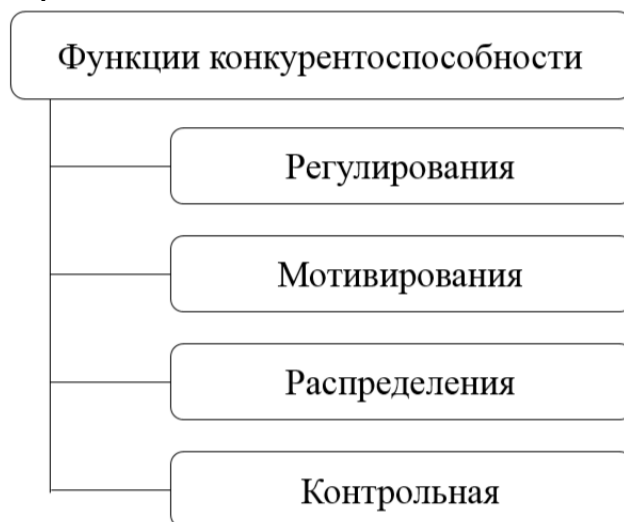 Функции конкурентоспособности
Регулирования
Мотивирования
Распределения
Контрольная